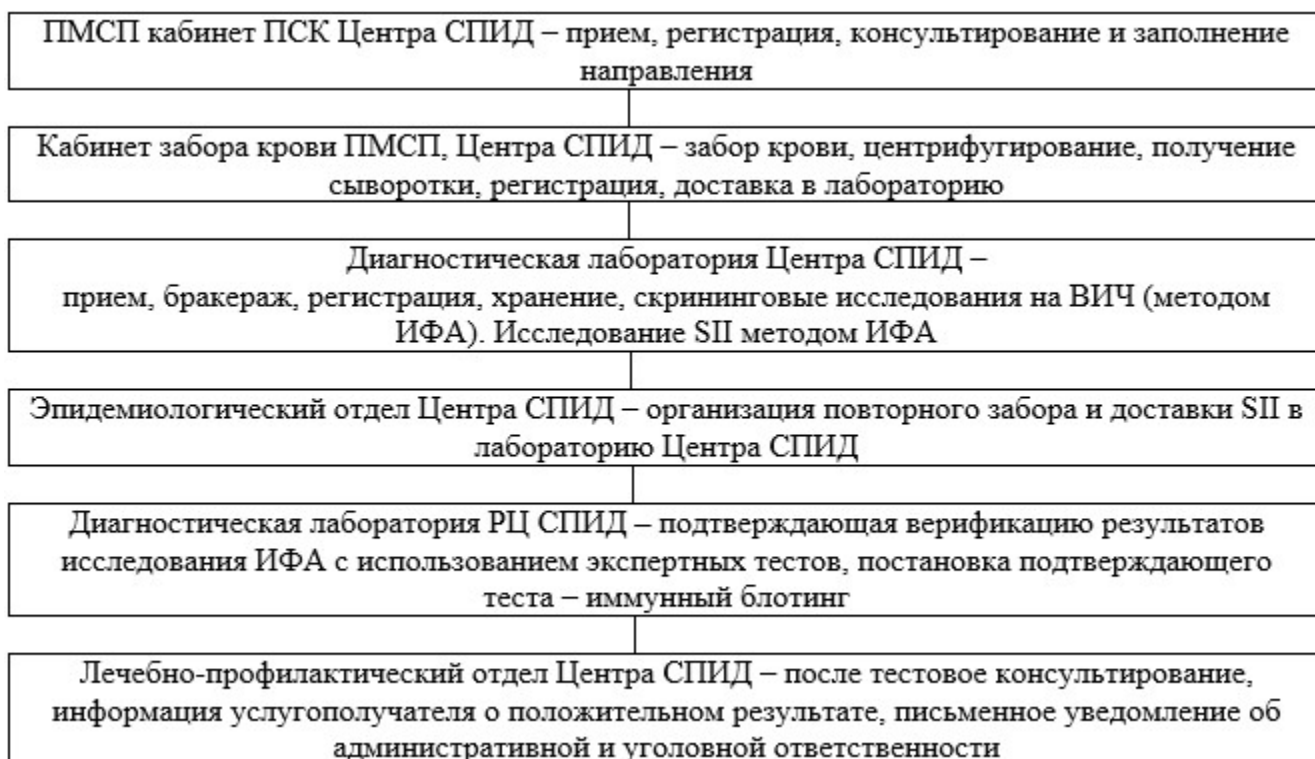 ПМСП кабинет ПСК Центра СПИД – прием, регистрация, консультирование и заполнение
направления
Кабинет забора крови ПМСП, Центра СПИД – забор крови, центрифугирование, получение
сыворотки, регистрация, доставка в лабораторию
Диагностическая лаборатория Центра СПИД –
прием, бракераж, регистрация, хранение, скрининговые исследования на ВИЧ (методом
ИФА). Исследование SII методом ИФА
Эпидемиологический отдел Центра СПИД – организация повторного забора и доставки SII в
лабораторию Центра СПИД
Диагностическая лаборатория РЦ СПИД – подтверждающая верификацию результатов
исследования ИФА с использованием экспертных тестов, постановка подтверждающего
теста – иммунный блотинг
Лечебно-профилактический отдел Центра СПИД – после тестовое консультирование,
информация услугополучателя о положительном результате, письменное уведомление об
административной и уголовной ответственности